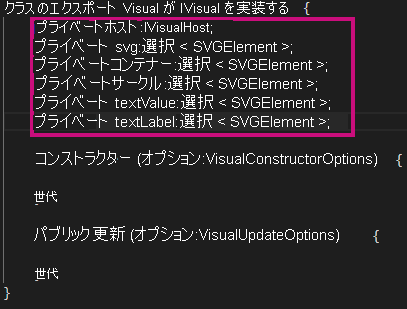 クラスのエクスポート Visual が IVisual を実装する {
プライベートホスト:IVisualHost;
プライベート svg:選択 < SVGElement >;
プライベートコンテナー:選択 < SVGElement >;
プライベートサークル:選択 < SVGElement >;
プライベート textValue:選択 < SVGElement >;
プライベート textLabel:選択 < SVGElement >;
コンストラクター (オプション:VisualConstructorOptions) {
世代
パブリック更新 (オプション:VisualUpdateOptions) {
世代
}